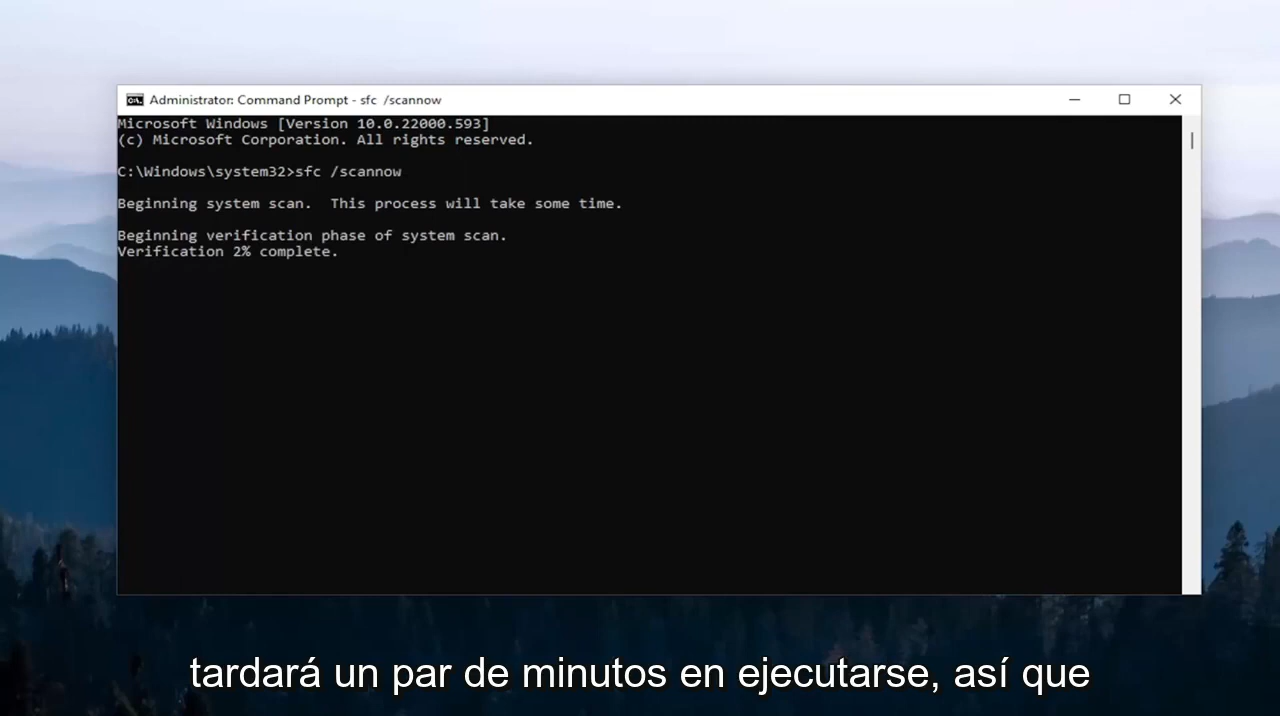 Administrator: Command Prompt - sfc /scannow
Microsoft Windows [Version 10.0.22000.593]
(c) Microsoft Corporation. All rights reserved.
C:\Windows\system32>sfc /scannow
Beginning system scan.  This process will take some time.
Beginning verification phase of system scan.
Verification 2% complete.
tardará un par de minutos en ejecutarse, así que